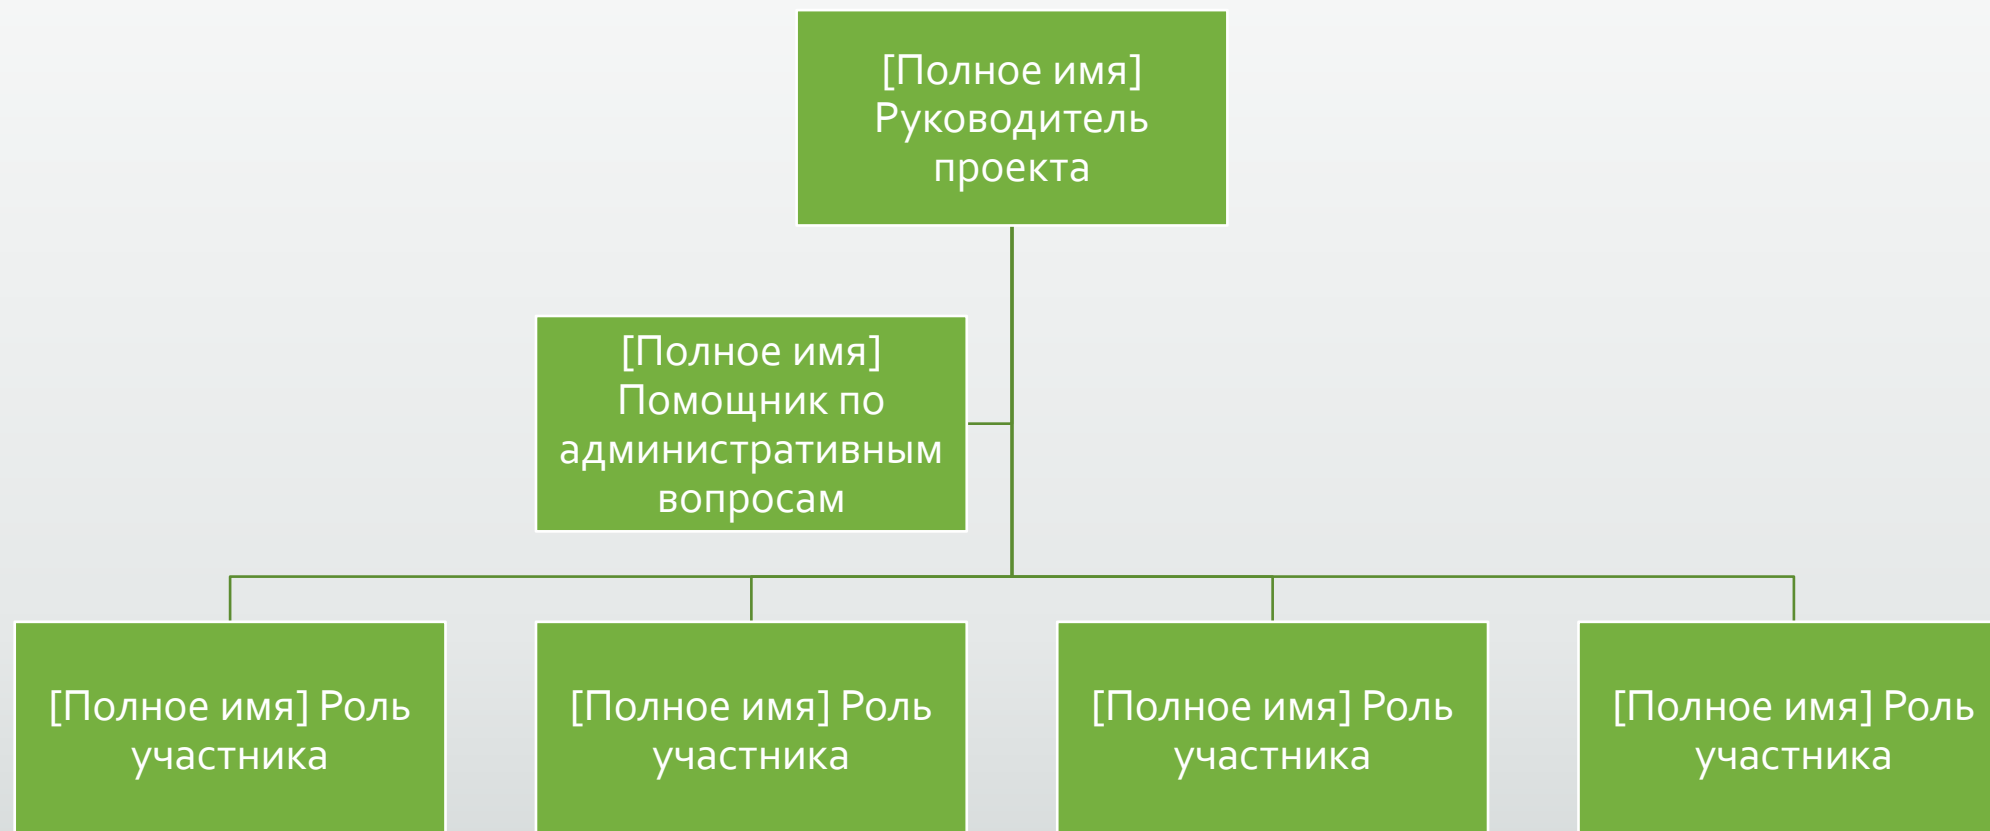 [Полное имя]
Руководитель
проекта
[Полное имя]
Помощник по
административным
вопросам
[Полное имя] Роль
участника
[Полное имя] Роль
участника
[Полное имя] Роль
участника
[Полное имя] Роль
участника